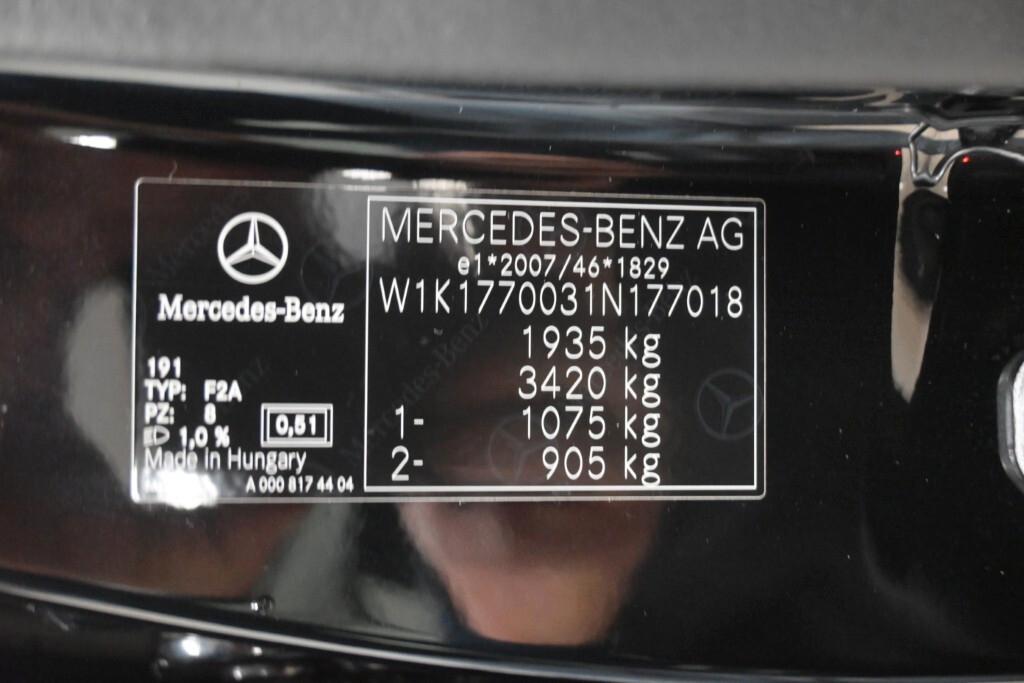 Mercedes-Benz
191
TYP: F2A
PZ: 8
1,0 %
0,51
Made in Hungary
A 000 817 44 04
MERCEDES-BENZ AG
e1*2007/46*1829
W1K1770031N177018
1935 kg
3420 kg
1- 1075 kg
2- 905 kg